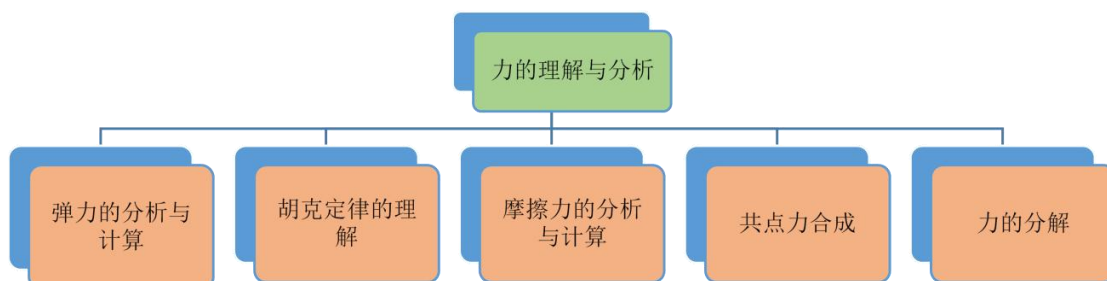 力的理解与分析
弹力的分析与
计算
胡克定律的理
解
摩擦力的分析
与计算
共点力合成
力的分解